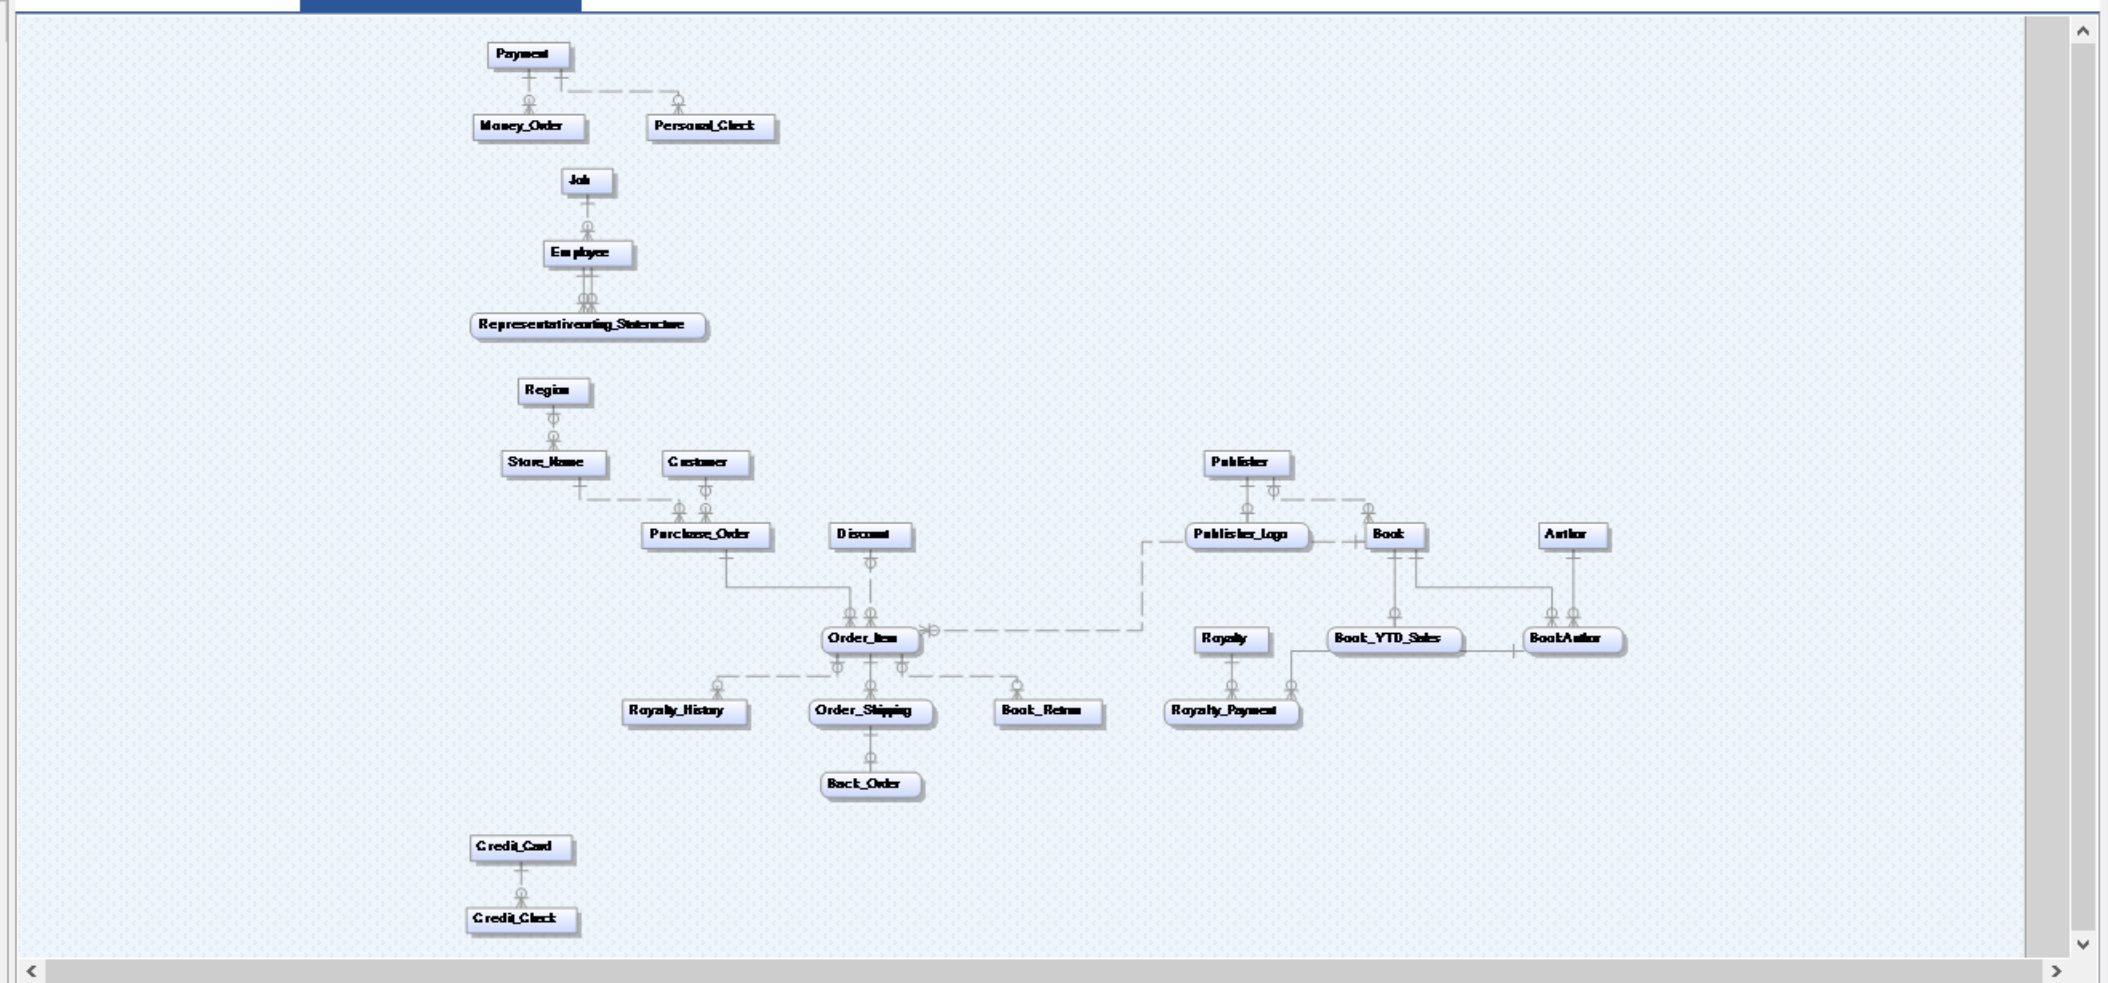 Payment
Money_Order
Personal_Check
Job
Employee
Region
Store_Name
Customer
Publisher
Purchase_Order
Discount
Publisher_Logo
Book
Author
Order_Item
Royalty
Book_YTD_Sales
BookAuthor
Royalty_History
Order_Shipping
Book_Return
Royalty_Payment
Back_Order
Credit_Card
Credit_Check